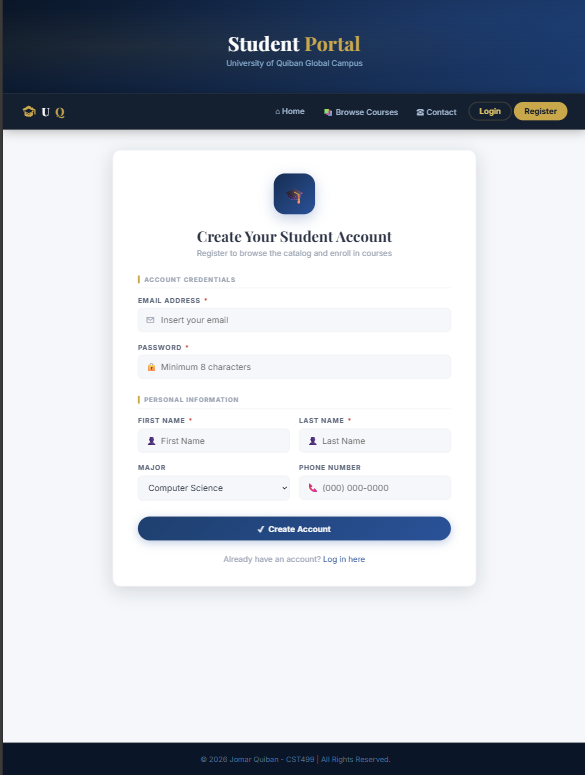 Student Portal
University of Quiban Global Campus
U Q
Home
Browse Courses
Contact
Login
Register
Create Your Student Account
Register to browse the catalog and enroll in courses
ACCOUNT CREDENTIALS
EMAIL ADDRESS *
Insert your email
PASSWORD *
Minimum 8 characters
PERSONAL INFORMATION
FIRST NAME * LAST NAME *
First Name Last Name
MAJOR PHONE NUMBER
Computer Science (000) 000-0000
✓ Create Account
Already have an account? Log in here
© 2026 Jomar Quiban - CST499 | All Rights Reserved.